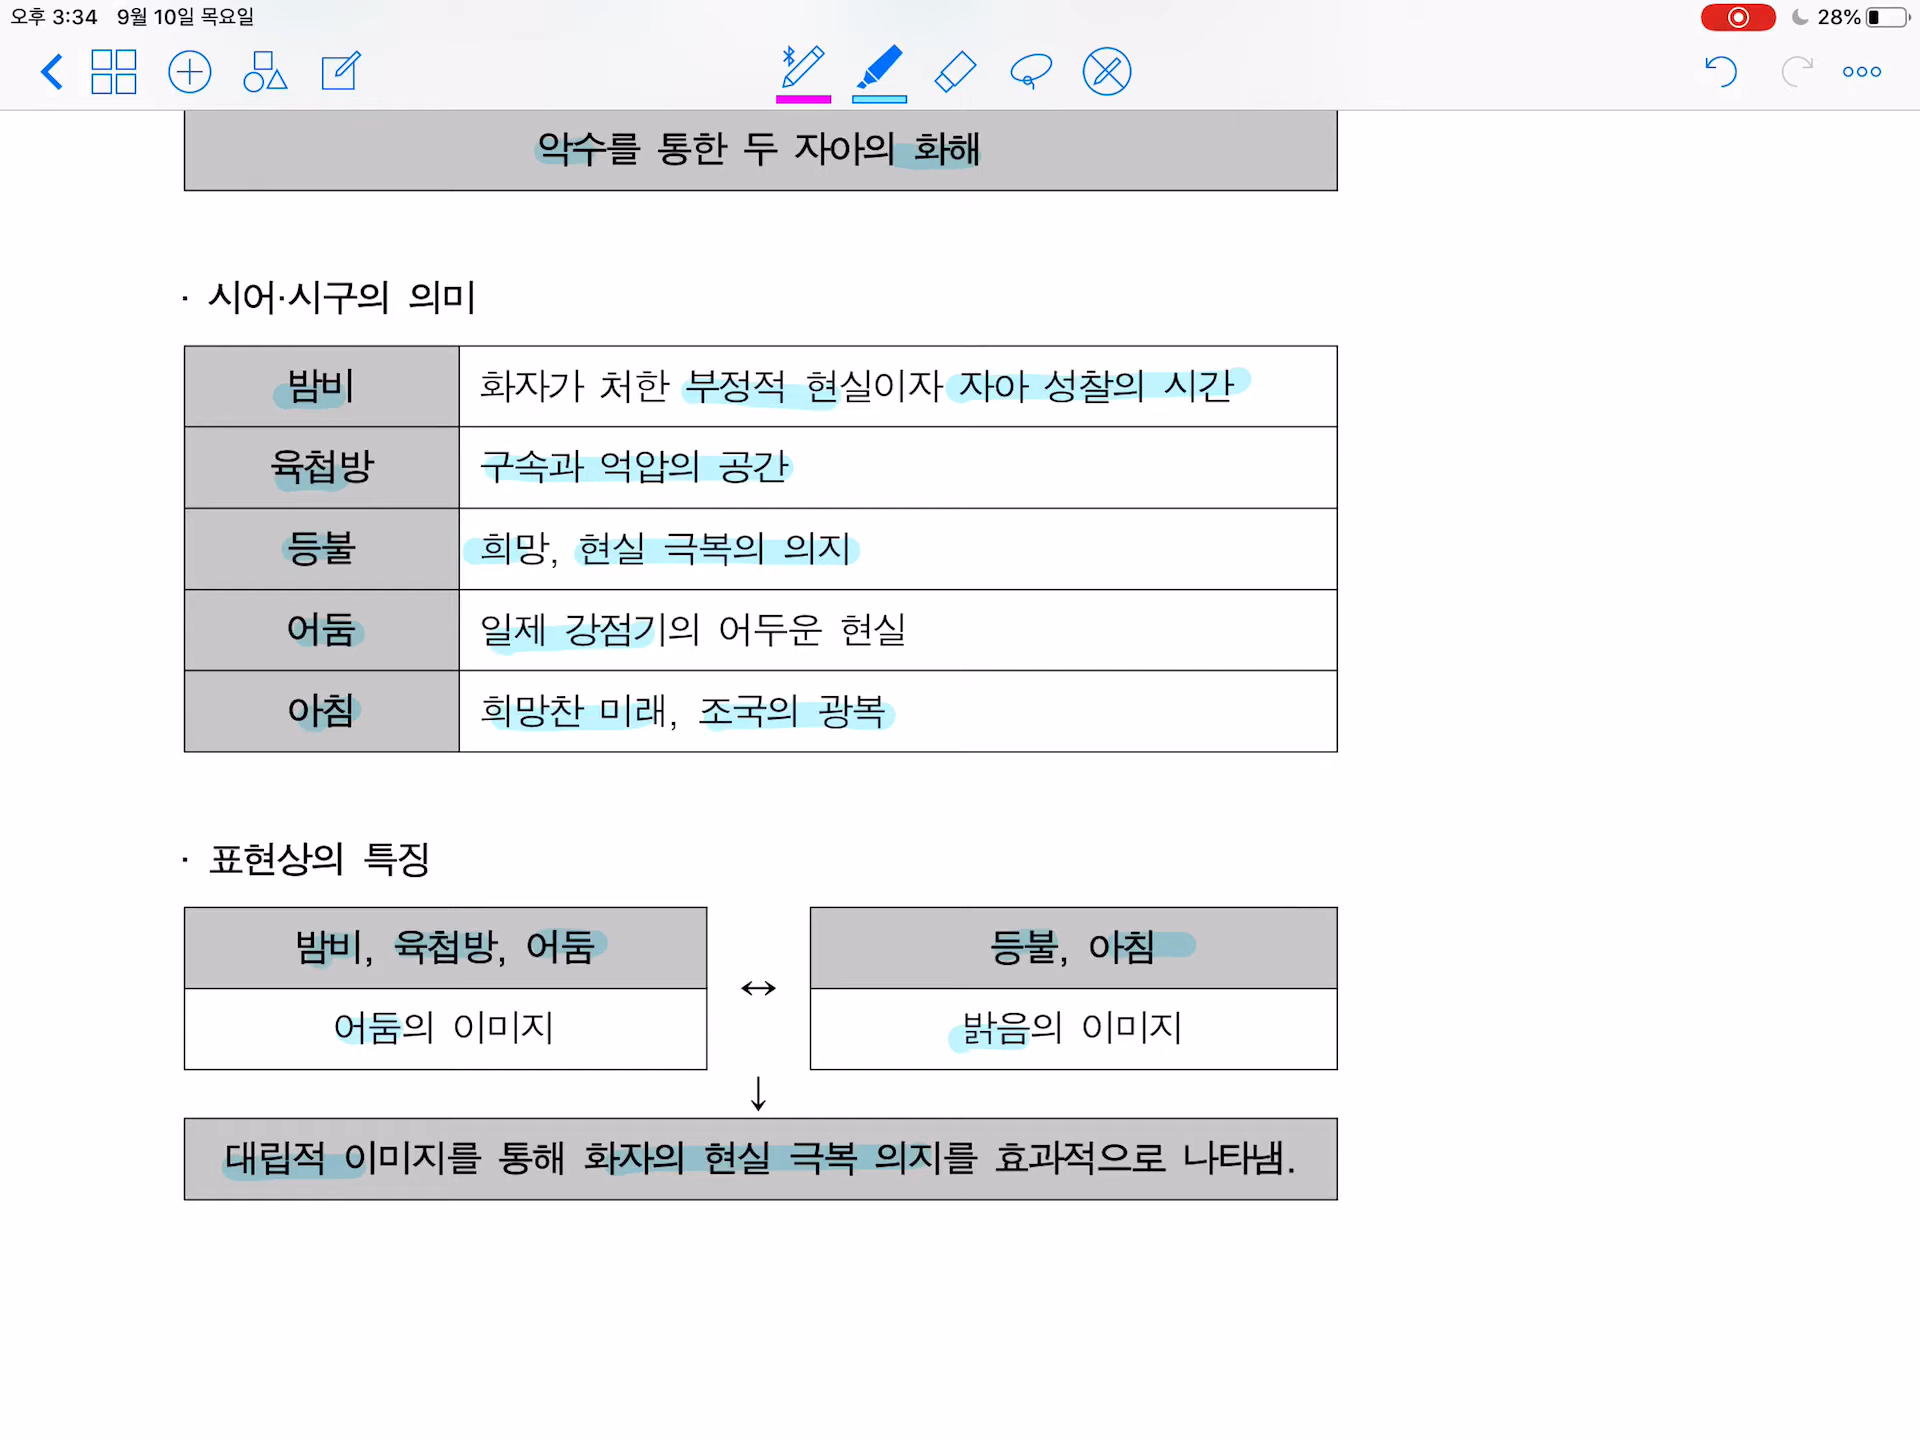 오후 3:34 9월 10일 목요일 28%
악수를 통한 두 자아의 화해
· 시어·시구의 의미
밤비 화자가 처한 부정적 현실이자 자아 성찰의 시간
육첩방 구속과 억압의 공간
등불 희망, 현실 극복의 의지
어둠 일제 강점기의 어두운 현실
아침 희망찬 미래, 조국의 광복
· 표현상의 특징
밤비, 육첩방, 어둠 ↔ 등불, 아침
어둠의 이미지 밝음의 이미지
↓
대립적 이미지를 통해 화자의 현실 극복 의지를 효과적으로 나타냄.